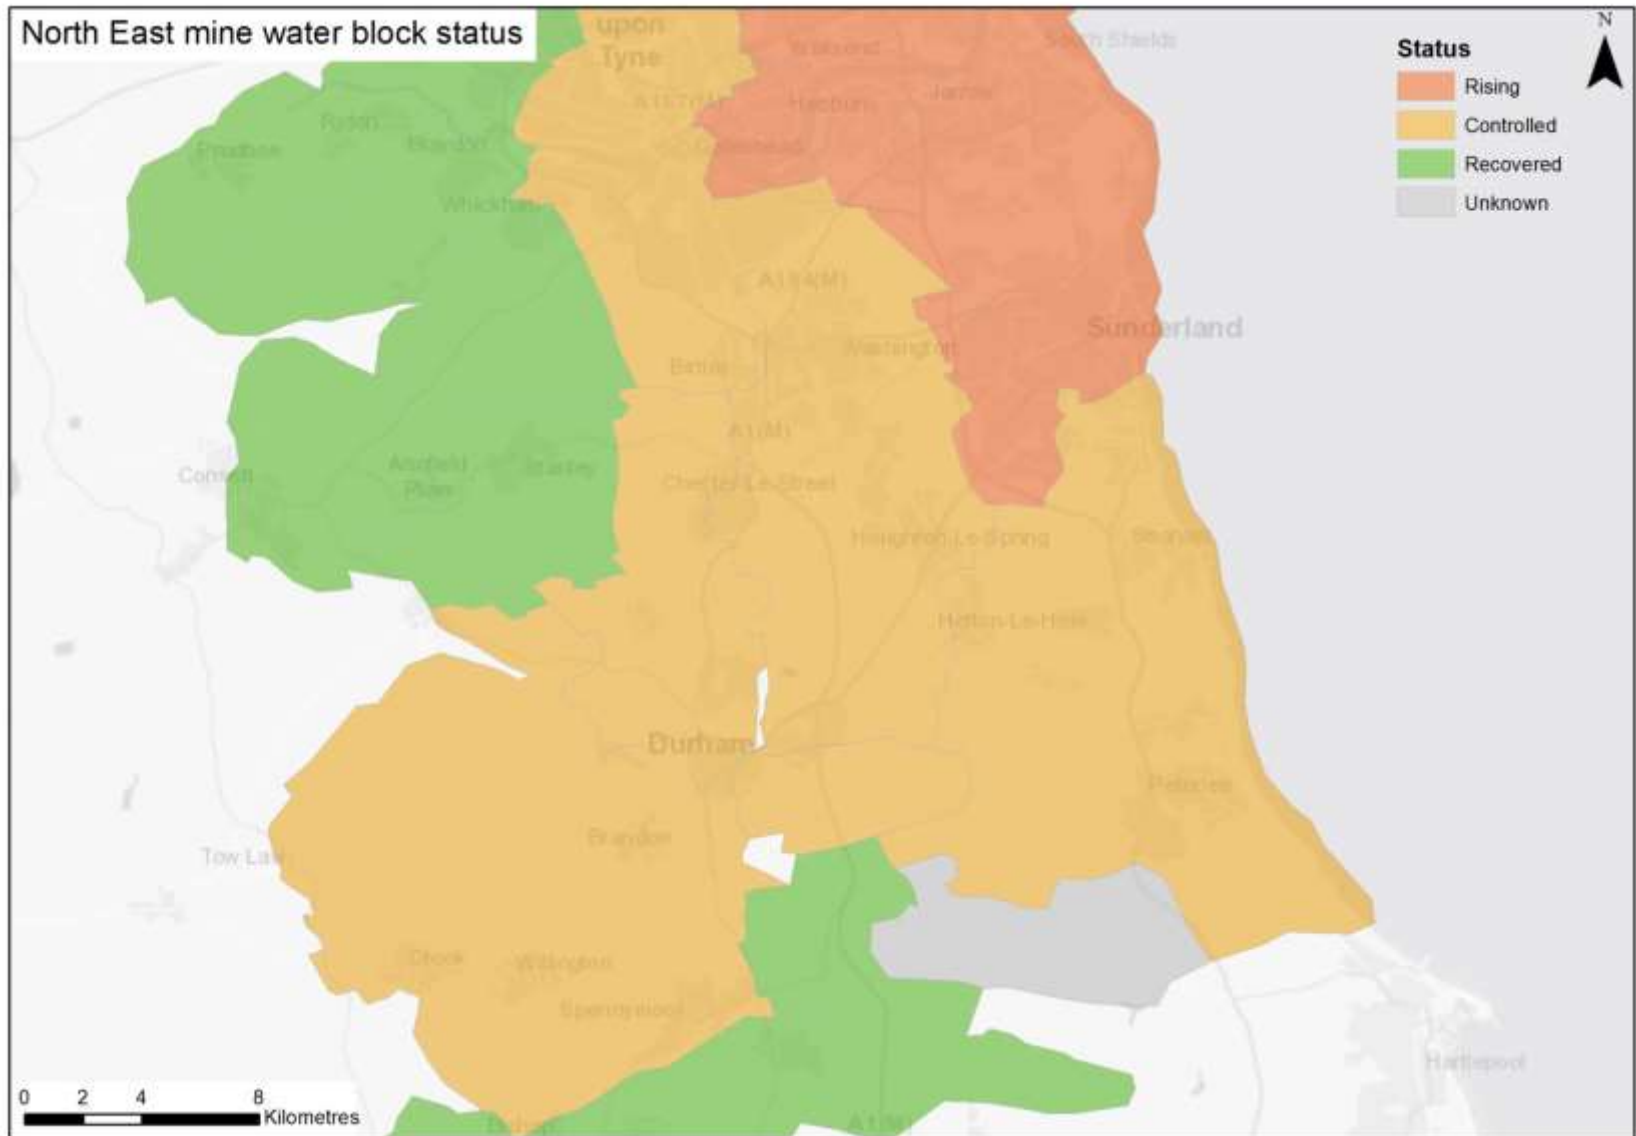 North East mine water block status
upon
Tyne
Wallsend
South Shields
N
Status
Rising
Controlled
Recovered
Unknown
A167(M)
Hebburn
Jarrow
Ryton
Prudhoe
Blaydon
Gateshead
Whickham
A194(M)
Sunderland
Washington
Birtley
A1(M)
Consett
Annfield
Plain
Stanley
Chester-Le-Street
Houghton-Le-Spring
Seaham
Hetton-Le-Hole
Durham
Peterlee
Brandon
Tow Law
Crook
Willington
Spennymoor
Hartlepool
0 2 4 8
Kilometres
Bishop
A1(M)